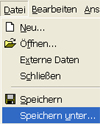 Datei Bearbeiten Ans
Neu...
Öffnen...
Externe Daten
Schließen
Speichern
Speichern unter...